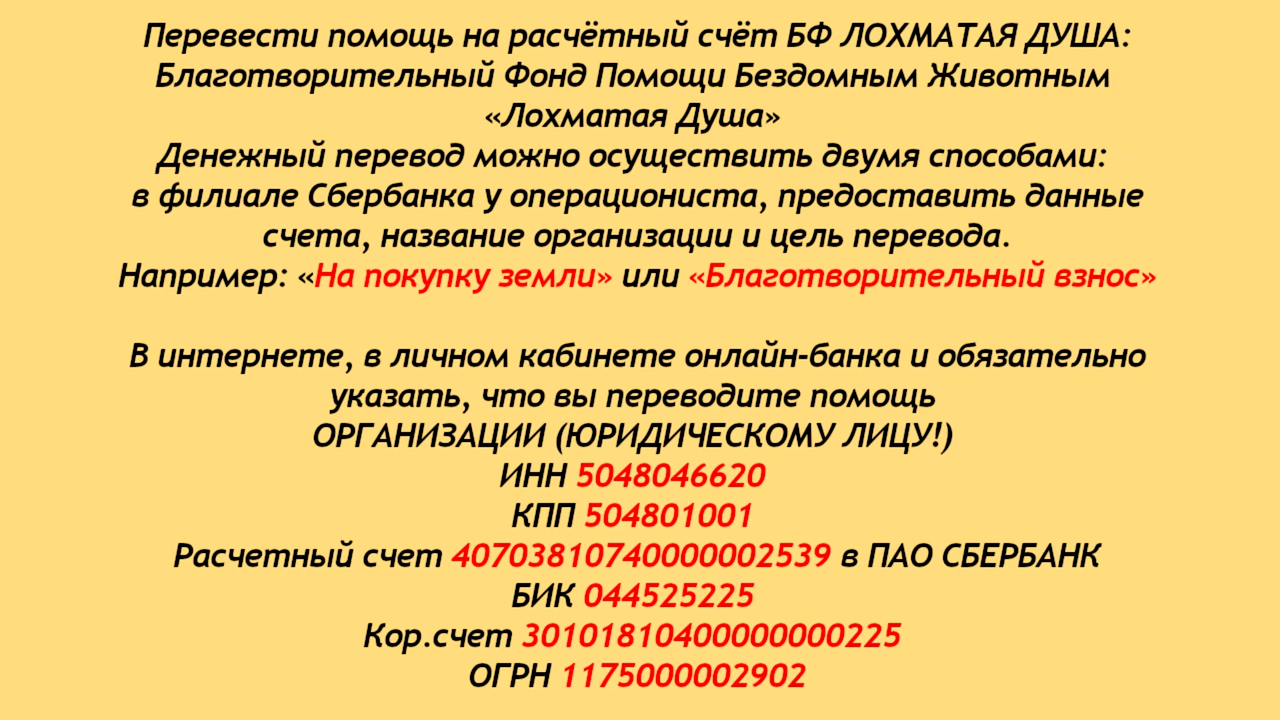 Перевести помощь на расчётный счёт БФ ЛОХМАТАЯ ДУША:
Благотворительный Фонд Помощи Бездомным Животным
«Лохматая Душа»
Денежный перевод можно осуществить двумя способами:
в филиале Сбербанка у операциониста, предоставить данные
счета, название организации и цель перевода.
Например: «На покупку земли» или «Благотворительный взнос»
В интернете, в личном кабинете онлайн-банка и обязательно
указать, что вы переводите помощь
ОРГАНИЗАЦИИ (ЮРИДИЧЕСКОМУ ЛИЦУ!)
ИНН 5048046620
КПП 504801001
Расчетный счет 40703810740000002539 в ПАО СБЕРБАНК
БИК 044525225
Кор.счет 30101810400000000225
ОГРН 1175000002902